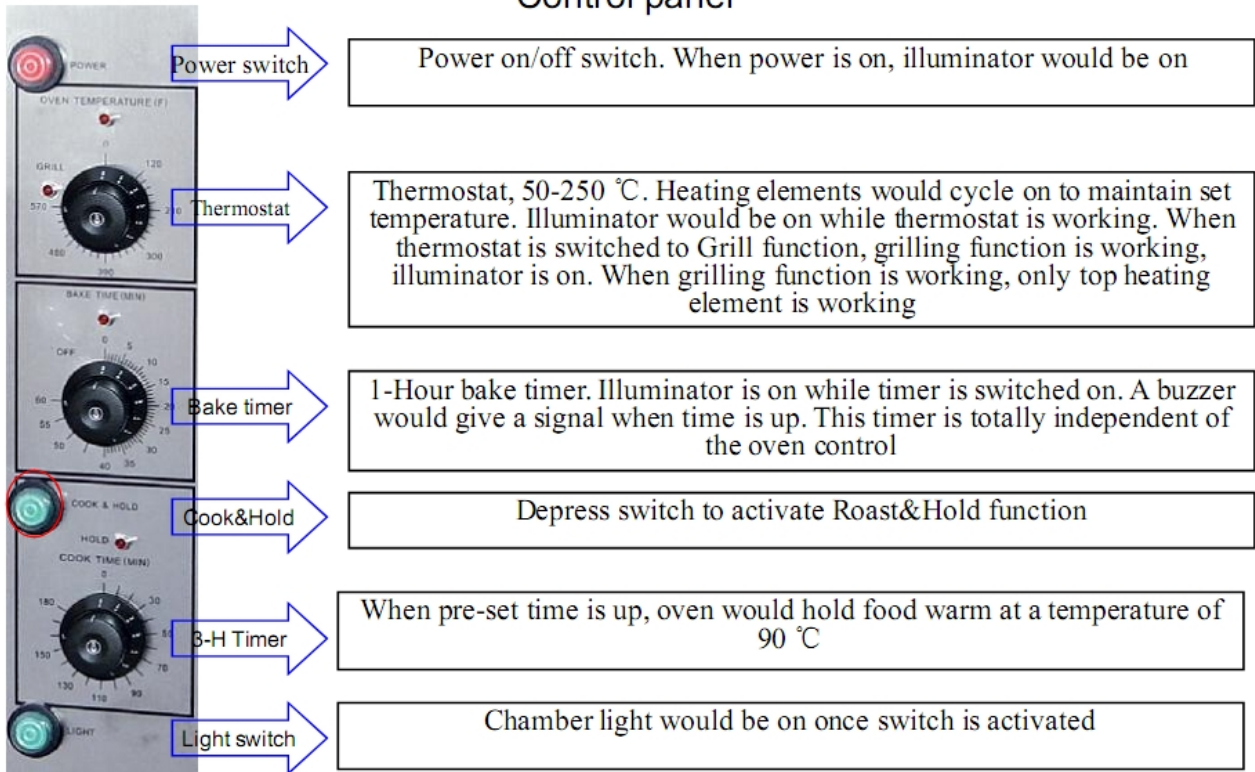 Control panel
POWER
Power switch
Power on/off switch. When power is on, illuminator would be on
OVEN TEMPERATURE (F)
0
GRILL
120
570
210
480
300
390
Thermostat
Thermostat, 50-250 ℃. Heating elements would cycle on to maintain set
temperature. Illuminator would be on while thermostat is working. When
thermostat is switched to Grill function, grilling function is working,
illuminator is on. When grilling function is working, only top heating
element is working
BAKE TIME (MIN)
0
5
OFF
10
15
60
20
55
25
50
30
40
35
Bake timer
1-Hour bake timer. Illuminator is on while timer is switched on. A buzzer
would give a signal when time is up. This timer is totally independent of
the oven control
COOK & HOLD
Cook&Hold
Depress switch to activate Roast&Hold function
HOLD
COOK TIME (MIN)
0
180
30
50
150
70
130
90
110
3-H Timer
When pre-set time is up, oven would hold food warm at a temperature of
90 ℃
LIGHT
Light switch
Chamber light would be on once switch is activated